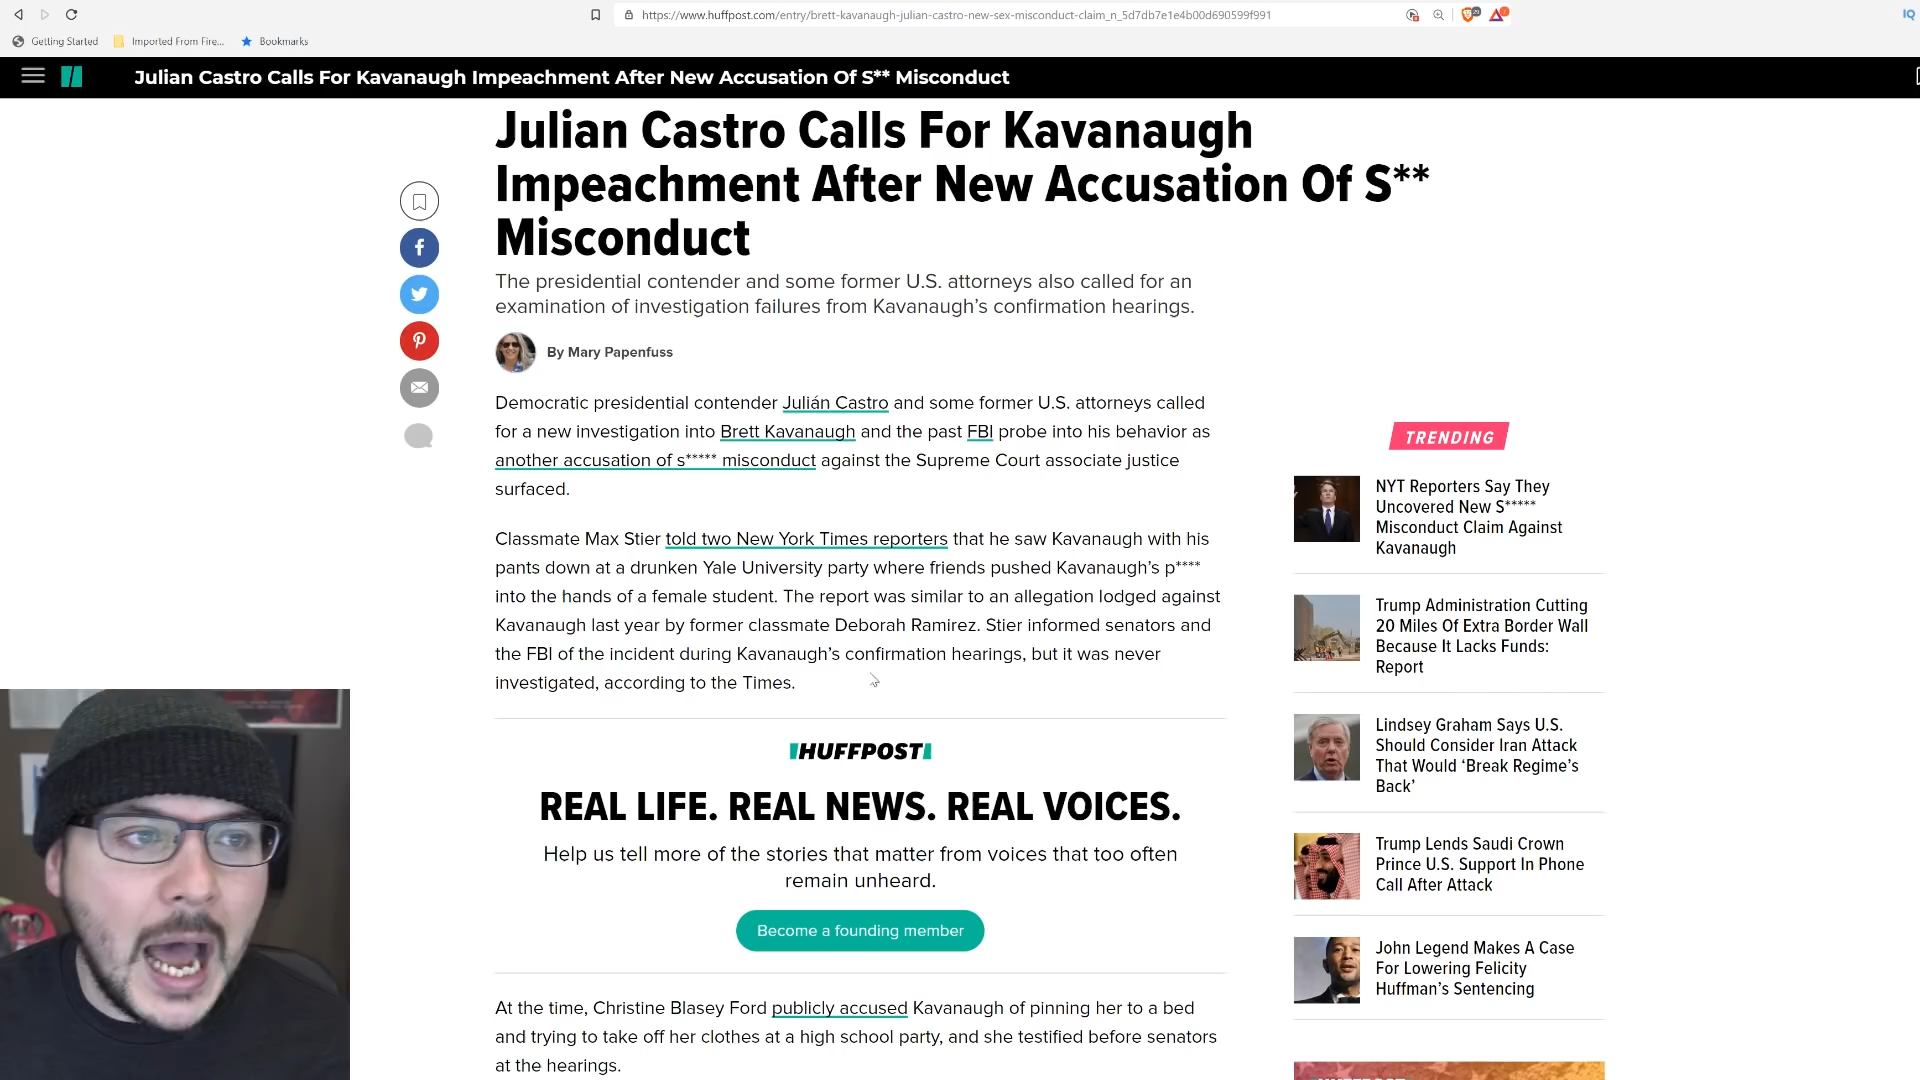 https://www.huffpost.com/entry/brett-kavanaugh-julian-castro-new-sex-misconduct-claim_n_5d7db7e1e4b00d690599f991
IQ
Getting Started
Imported From Fire...
Bookmarks
Julian Castro Calls For Kavanaugh Impeachment After New Accusation Of S** Misconduct
Julian Castro Calls For Kavanaugh
Impeachment After New Accusation Of S**
Misconduct
The presidential contender and some former U.S. attorneys also called for an
examination of investigation failures from Kavanaugh's confirmation hearings.
By Mary Papenfuss
Democratic presidential contender Julián Castro and some former U.S. attorneys called
for a new investigation into Brett Kavanaugh and the past FBI probe into his behavior as
another accusation of s***** misconduct against the Supreme Court associate justice
surfaced.
Classmate Max Stier told two New York Times reporters that he saw Kavanaugh with his
pants down at a drunken Yale University party where friends pushed Kavanaugh's p****
into the hands of a female student. The report was similar to an allegation lodged against
Kavanaugh last year by former classmate Deborah Ramirez. Stier informed senators and
the FBI of the incident during Kavanaugh's confirmation hearings, but it was never
investigated, according to the Times.
HUFFPOST
REAL LIFE. REAL NEWS. REAL VOICES.
Help us tell more of the stories that matter from voices that too often
remain unheard.
Become a founding member
At the time, Christine Blasey Ford publicly accused Kavanaugh of pinning her to a bed
and trying to take off her clothes at a high school party, and she testified before senators
at the hearings.
TRENDING
NYT Reporters Say They
Uncovered New S*****
Misconduct Claim Against
Kavanaugh
Trump Administration Cutting
20 Miles Of Extra Border Wall
Because It Lacks Funds:
Report
Lindsey Graham Says U.S.
Should Consider Iran Attack
That Would 'Break Regime's
Back'
Trump Lends Saudi Crown
Prince U.S. Support In Phone
Call After Attack
John Legend Makes A Case
For Lowering Felicity
Huffman's Sentencing